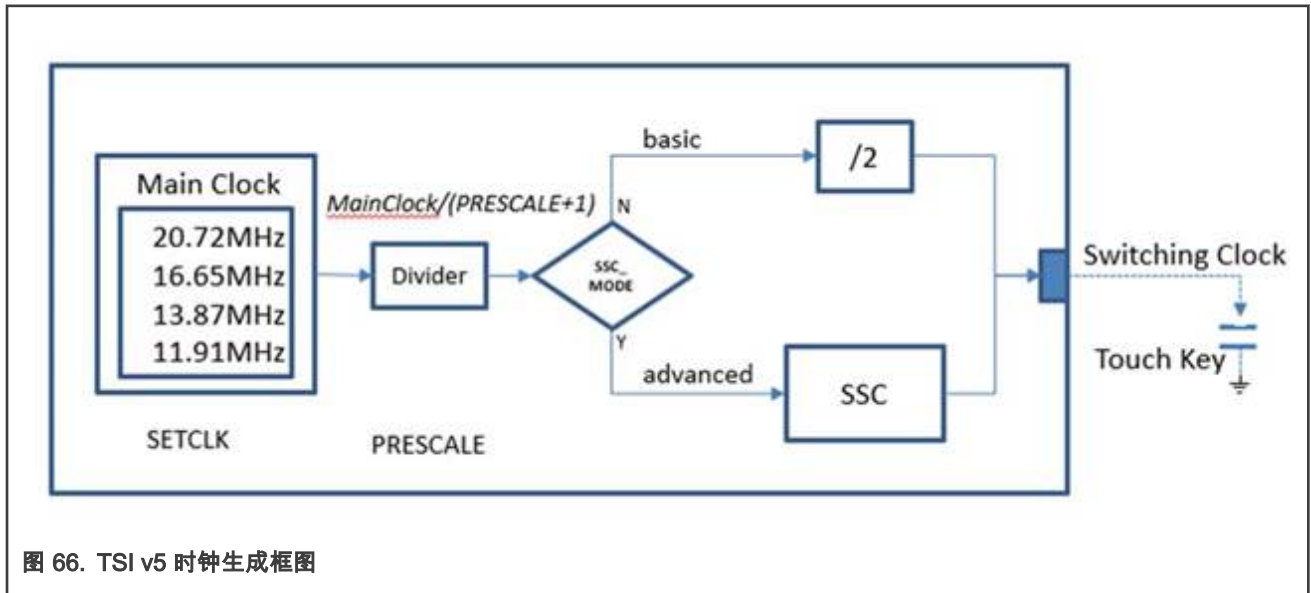 Main Clock
20.72MHz
16.65MHz
13.87MHz
11.91MHz
SETCLK
MainClock/(PRESCALE+1)
Divider
PRESCALE
SSC_
MODE
N
Y
basic
/2
advanced
SSC
Switching Clock
Touch Key
图 66. TSI v5 时钟生成框图